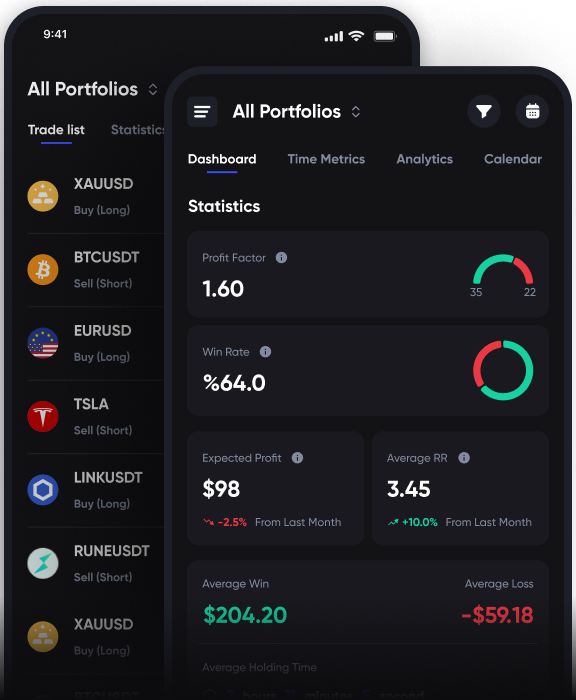 9:41
All Portfolios
Trade list Statistics
XAUUSD
Buy (Long)
BTCUSDT
Sell (Short)
EURUSD
Buy (Long)
TSLA
Sell (Short)
LINKUSDT
Buy (Long)
RUNEUSDT
Sell (Short)
XAUUSD
Buy (Long)
BTCUSDT
All Portfolios
Dashboard Time Metrics Analytics Calendar
Statistics
Profit Factor
1.60
35 22
Win Rate
%64.0
Expected Profit
$98
-2.5% From Last Month
Average RR
3.45
+10.0% From Last Month
Average Win Average Loss
$204.20 -$59.18
Average Holding Time
hours minutes second